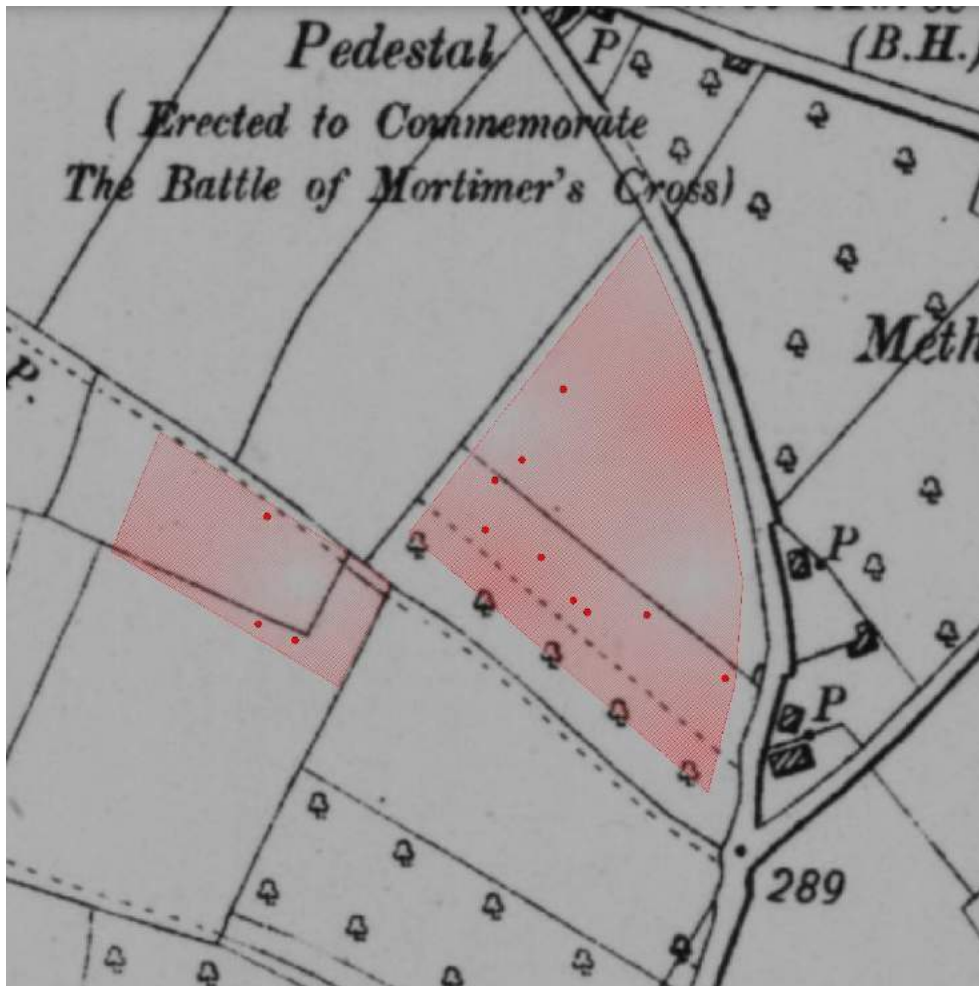 (B.H.)
Pedestal
P
( Erected to Commemorate
The Battle of Mortimer's Cross)
Meth
P.
P
P
289